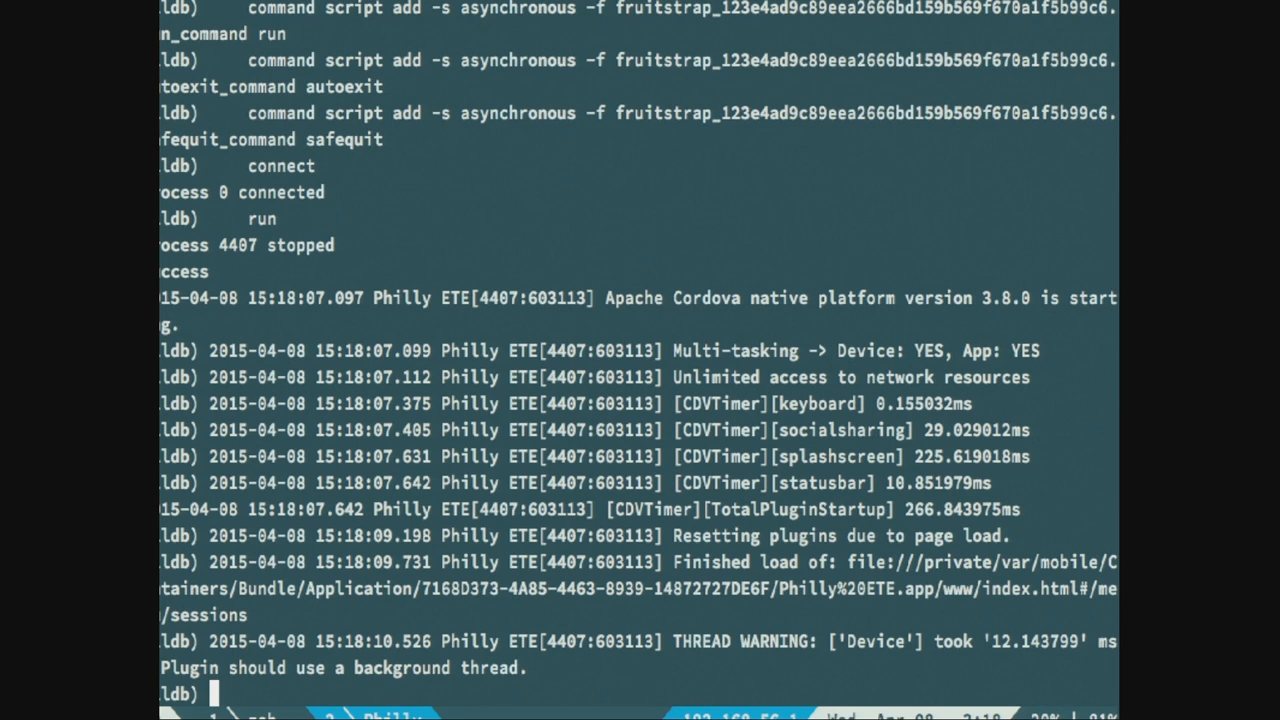 ldb)     command script add -s asynchronous -f fruitstrap_123e4ad9c89eea2666bd159b569f670a1f5b99c6.
n_command run
ldb)     command script add -s asynchronous -f fruitstrap_123e4ad9c89eea2666bd159b569f670a1f5b99c6.
toexit_command autoexit
ldb)     command script add -s asynchronous -f fruitstrap_123e4ad9c89eea2666bd159b569f670a1f5b99c6.
fequit_command safequit
ldb)     connect
ocess 0 connected
ldb)     run
ocess 4407 stopped
ccess
15-04-08 15:18:07.097 Philly ETE[4407:603113] Apache Cordova native platform version 3.8.0 is start
g.
ldb) 2015-04-08 15:18:07.099 Philly ETE[4407:603113] Multi-tasking -> Device: YES, App: YES
ldb) 2015-04-08 15:18:07.112 Philly ETE[4407:603113] Unlimited access to network resources
ldb) 2015-04-08 15:18:07.375 Philly ETE[4407:603113] [CDVTimer][keyboard] 0.155032ms
ldb) 2015-04-08 15:18:07.405 Philly ETE[4407:603113] [CDVTimer][socialsharing] 29.029012ms
ldb) 2015-04-08 15:18:07.631 Philly ETE[4407:603113] [CDVTimer][splashscreen] 225.619018ms
ldb) 2015-04-08 15:18:07.642 Philly ETE[4407:603113] [CDVTimer][statusbar] 10.851979ms
15-04-08 15:18:07.642 Philly ETE[4407:603113] [CDVTimer][TotalPluginStartup] 266.843975ms
ldb) 2015-04-08 15:18:09.198 Philly ETE[4407:603113] Resetting plugins due to page load.
ldb) 2015-04-08 15:18:09.731 Philly ETE[4407:603113] Finished load of: file:///private/var/mobile/C
tainers/Bundle/Application/7168D373-4A85-4463-8939-14872727DE6F/Philly%20ETE.app/www/index.html#/me
/sessions
ldb) 2015-04-08 15:18:10.526 Philly ETE[4407:603113] THREAD WARNING: ['Device'] took '12.143799' ms
Plugin should use a background thread.
ldb)
1 zsh 2 Philly 192.168.56.1 Wed, Apr 08